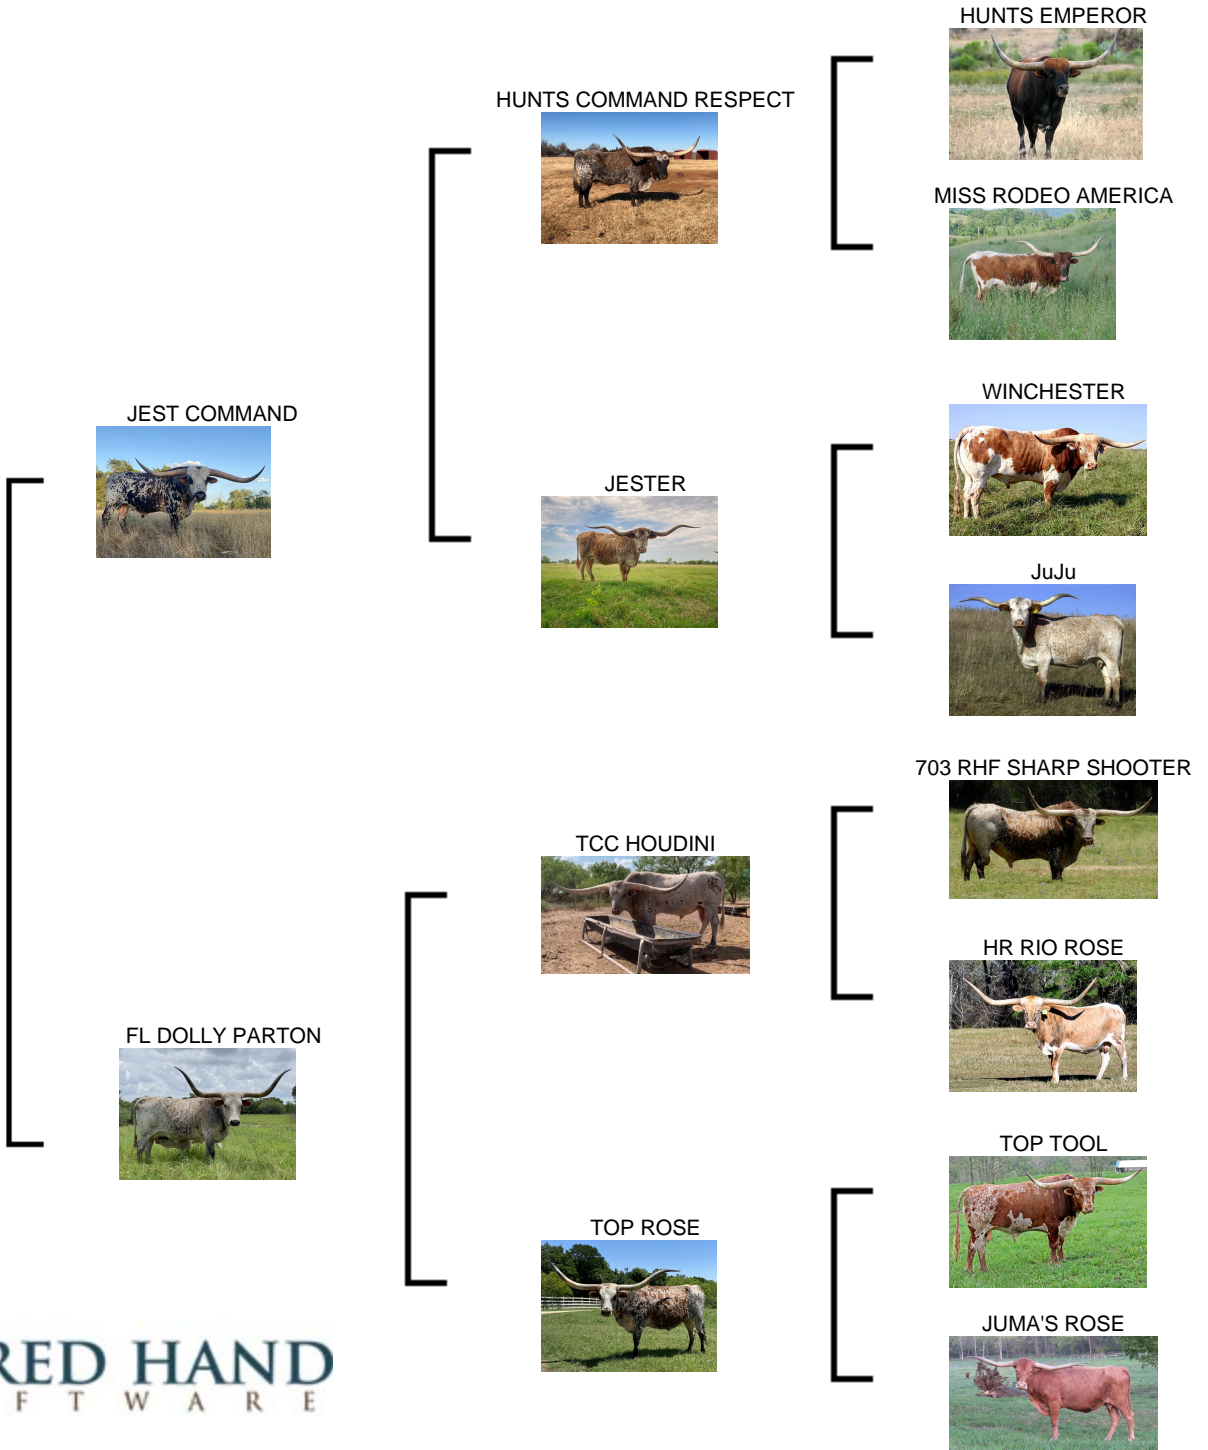 HUNTS EMPEROR
HUNTS COMMAND RESPECT
MISS RODEO AMERICA
WINCHESTER
JEST COMMAND
JESTER
JuJu
703 RHF SHARP SHOOTER
TCC HOUDINI
HR RIO ROSE
FL DOLLY PARTON
TOP TOOL
TOP ROSE
JUMA'S ROSE
RED HAND
F T W A R E